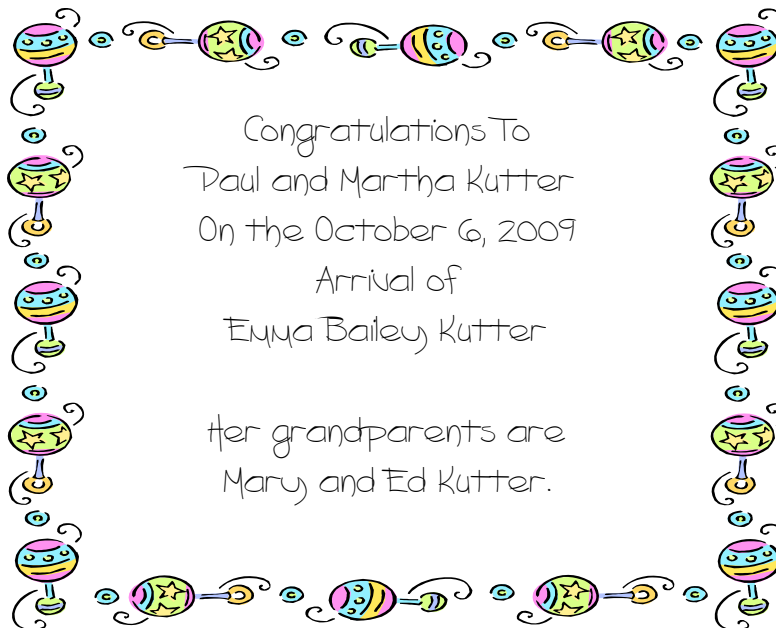 Congratulations To
Paul and Martha Kutter
On the October 6, 2009
Arrival of
Emma Bailey Kutter
Her grandparents are
Mary and Ed Kutter.